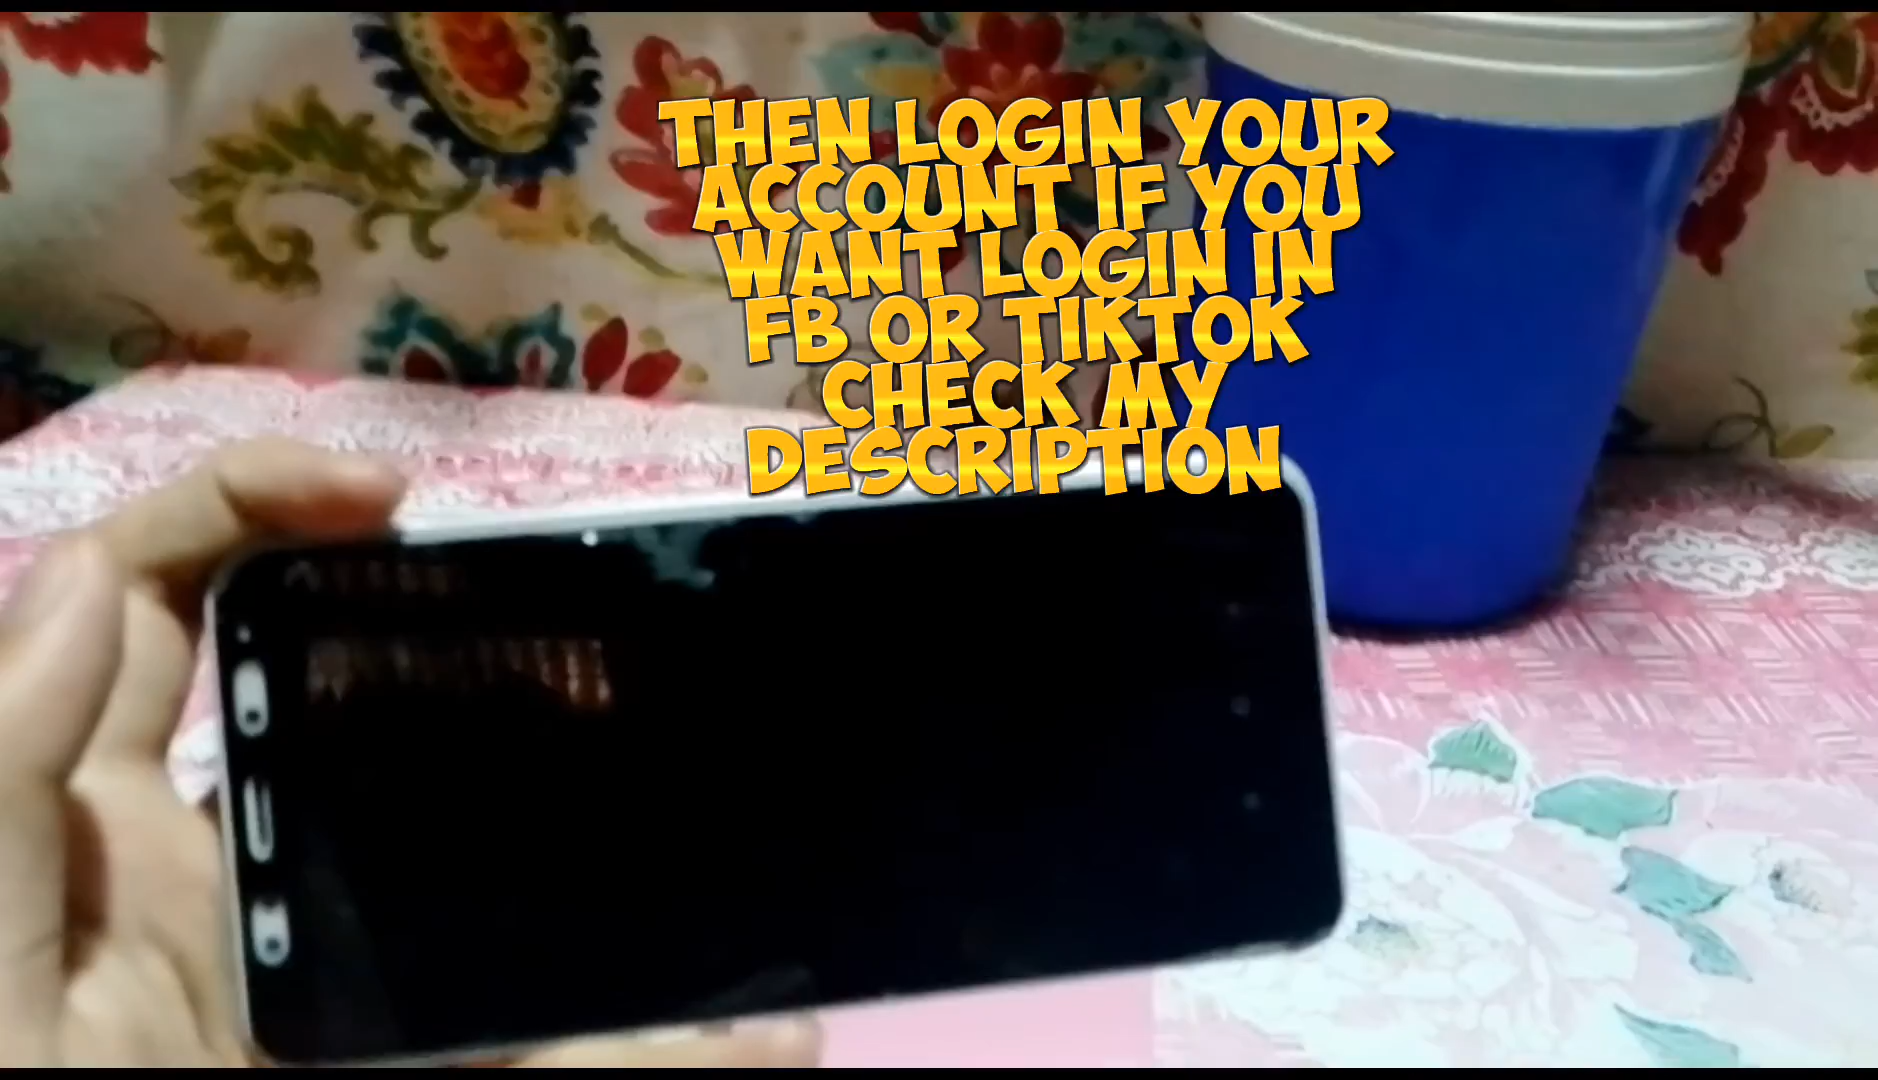 THEN LOGIN YOUR
ACCOUNT IF YOU
WANT LOGIN IN
FB OR TIKTOK
CHECK MY
DESCRIPTION